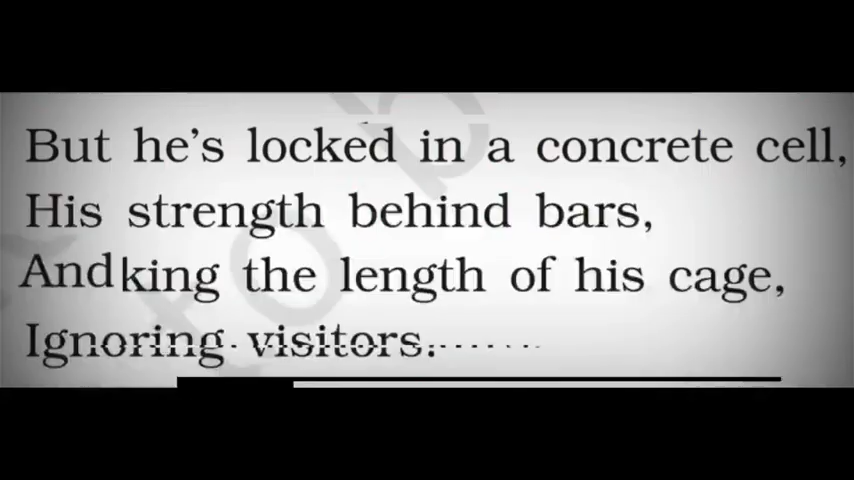 But he's locked in a concrete cell,
His strength behind bars,
Andking the length of his cage,
Ignoring visitors.